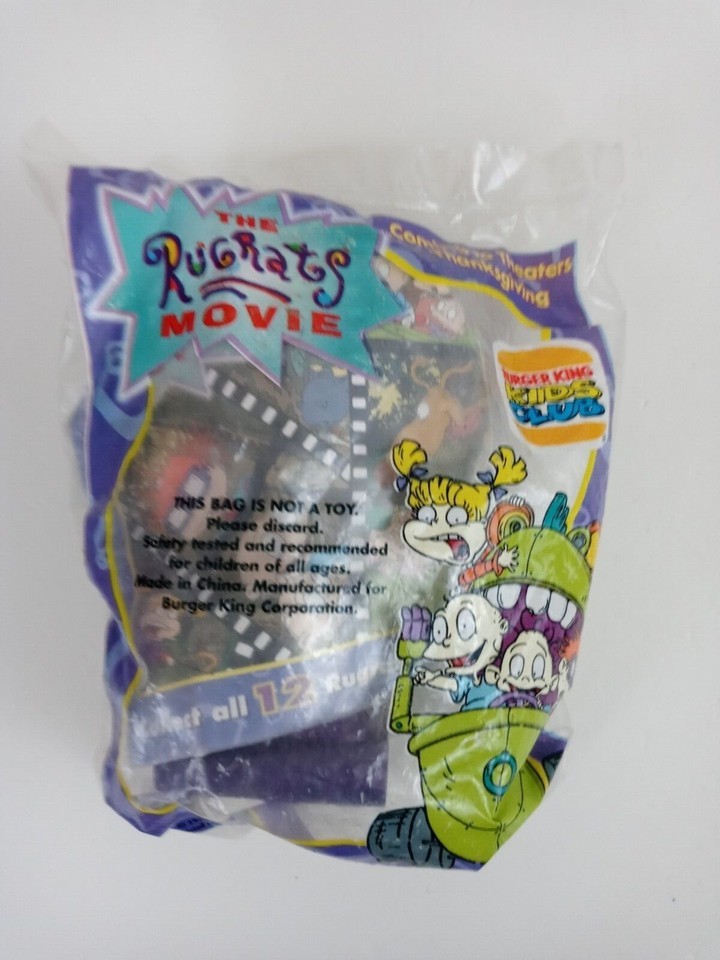 THE
RUGRATS
MOVIE
Coming to Theaters
Thanksgiving
BURGER KING
KIDS
CLUB
THIS BAG IS NOT A TOY.
Please discard.
Safety tested and recommended
for children of all ages.
Made in China. Manufactured for
Burger King Corporation.
Collect all 12